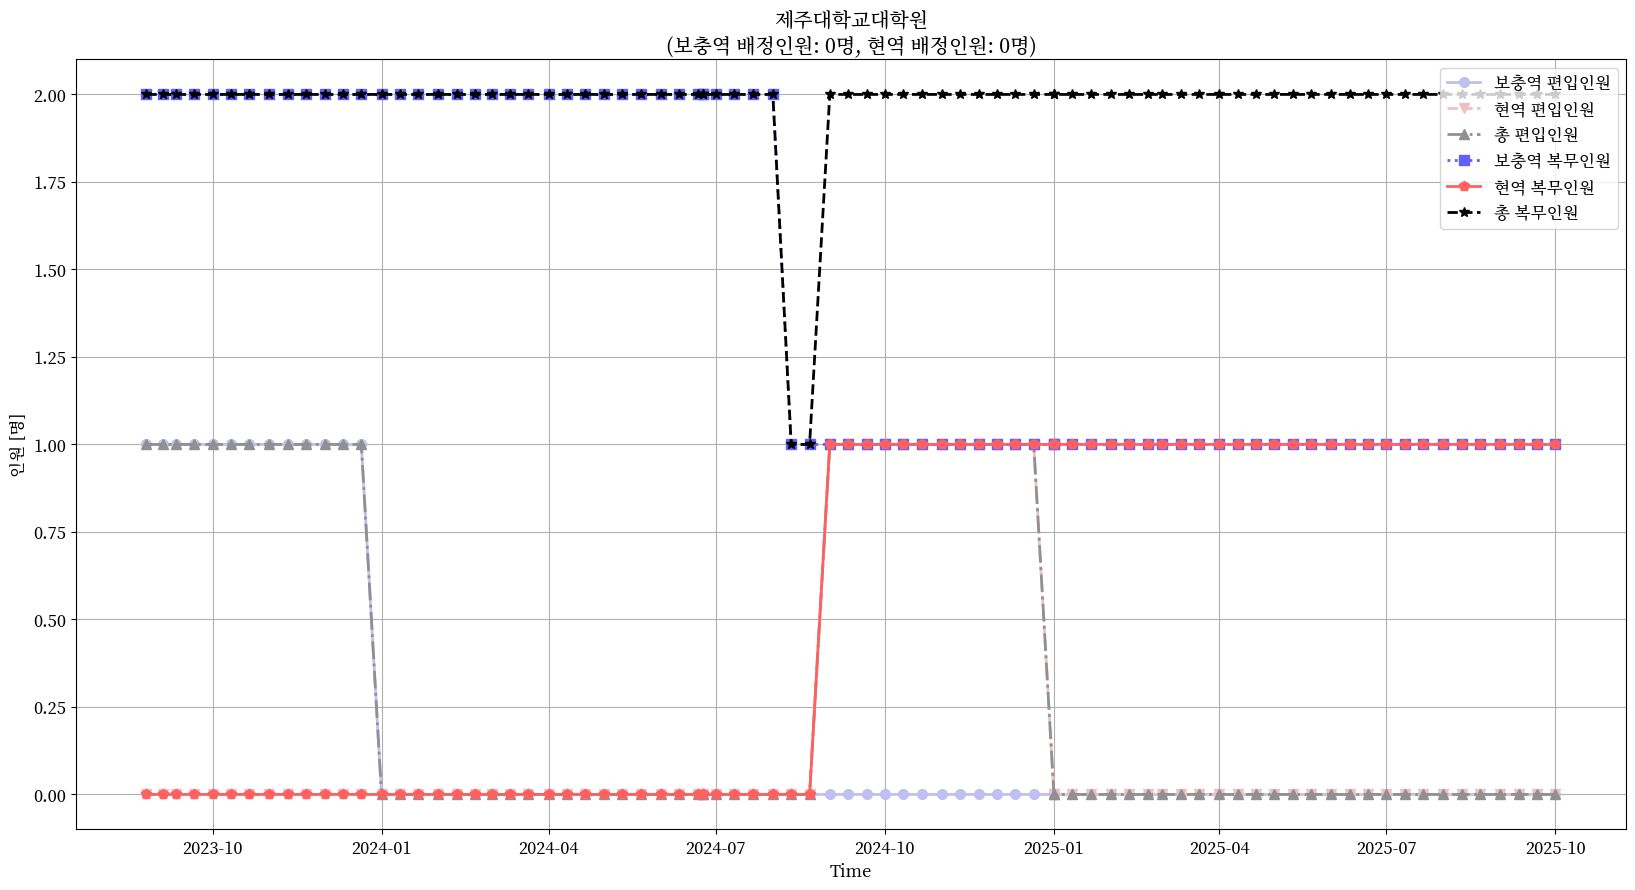 제주대학교대학원
(보충역 배정인원: 0명, 현역 배정인원: 0명)
인원 [명]
2.00
1.75
1.50
1.25
1.00
0.75
0.50
0.25
0.00
보충역 편입인원
현역 편입인원
총 편입인원
보충역 복무인원
현역 복무인원
총 복무인원
2023-10
2024-01
2024-04
2024-07
2024-10
2025-01
2025-04
2025-07
2025-10
Time